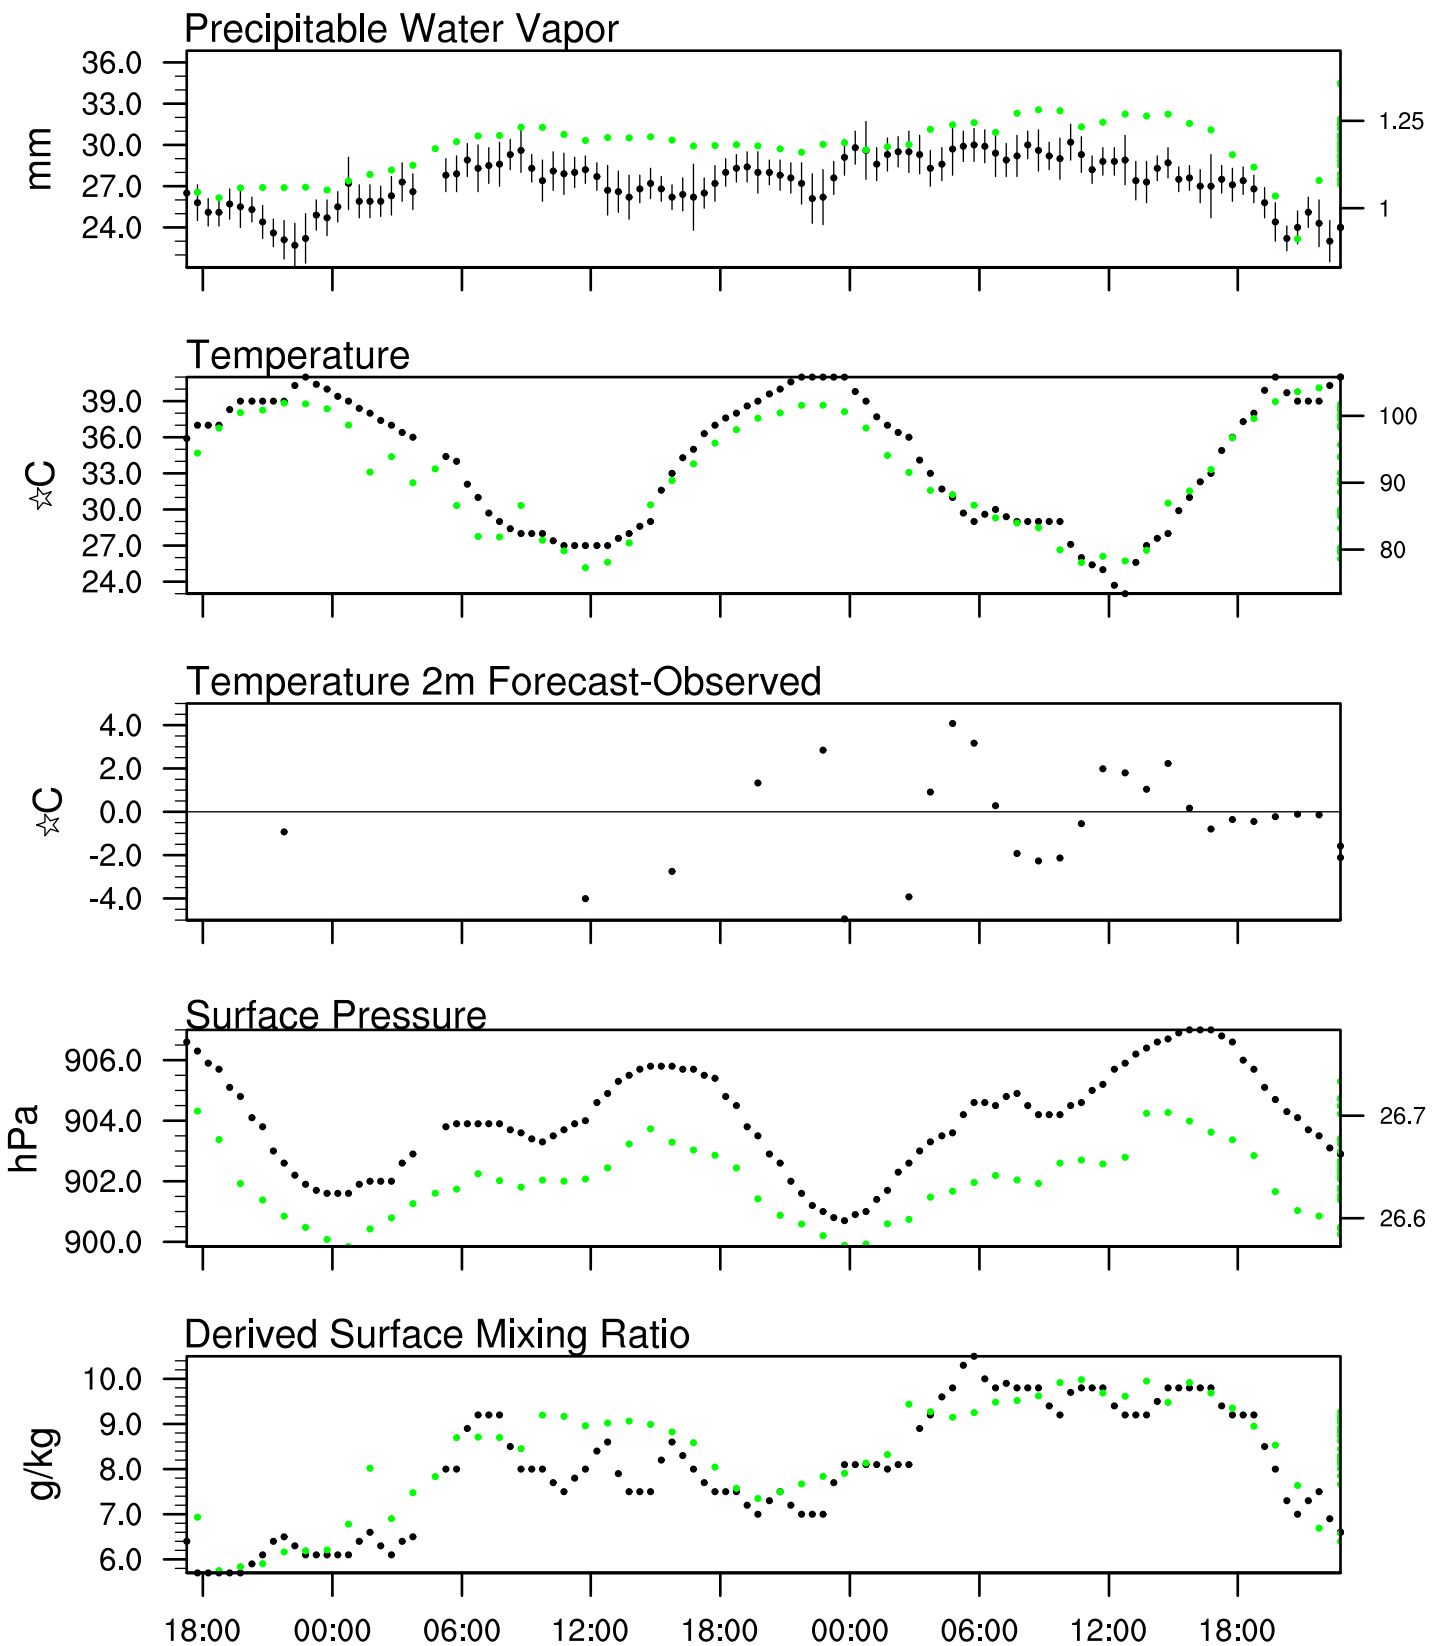 Precipitable Water Vapor
36.0
33.0
30.0
27.0
24.0
mm
1.25
1
Temperature
39.0
36.0
33.0
30.0
27.0
24.0
☆C
100
90
80
Temperature 2m Forecast-Observed
4.0
2.0
0.0
-2.0
-4.0
☆C
Surface Pressure
906.0
904.0
902.0
900.0
hPa
26.7
26.6
Derived Surface Mixing Ratio
10.0
9.0
8.0
7.0
6.0
g/kg
18:00 00:00 06:00 12:00 18:00 00:00 06:00 12:00 18:00